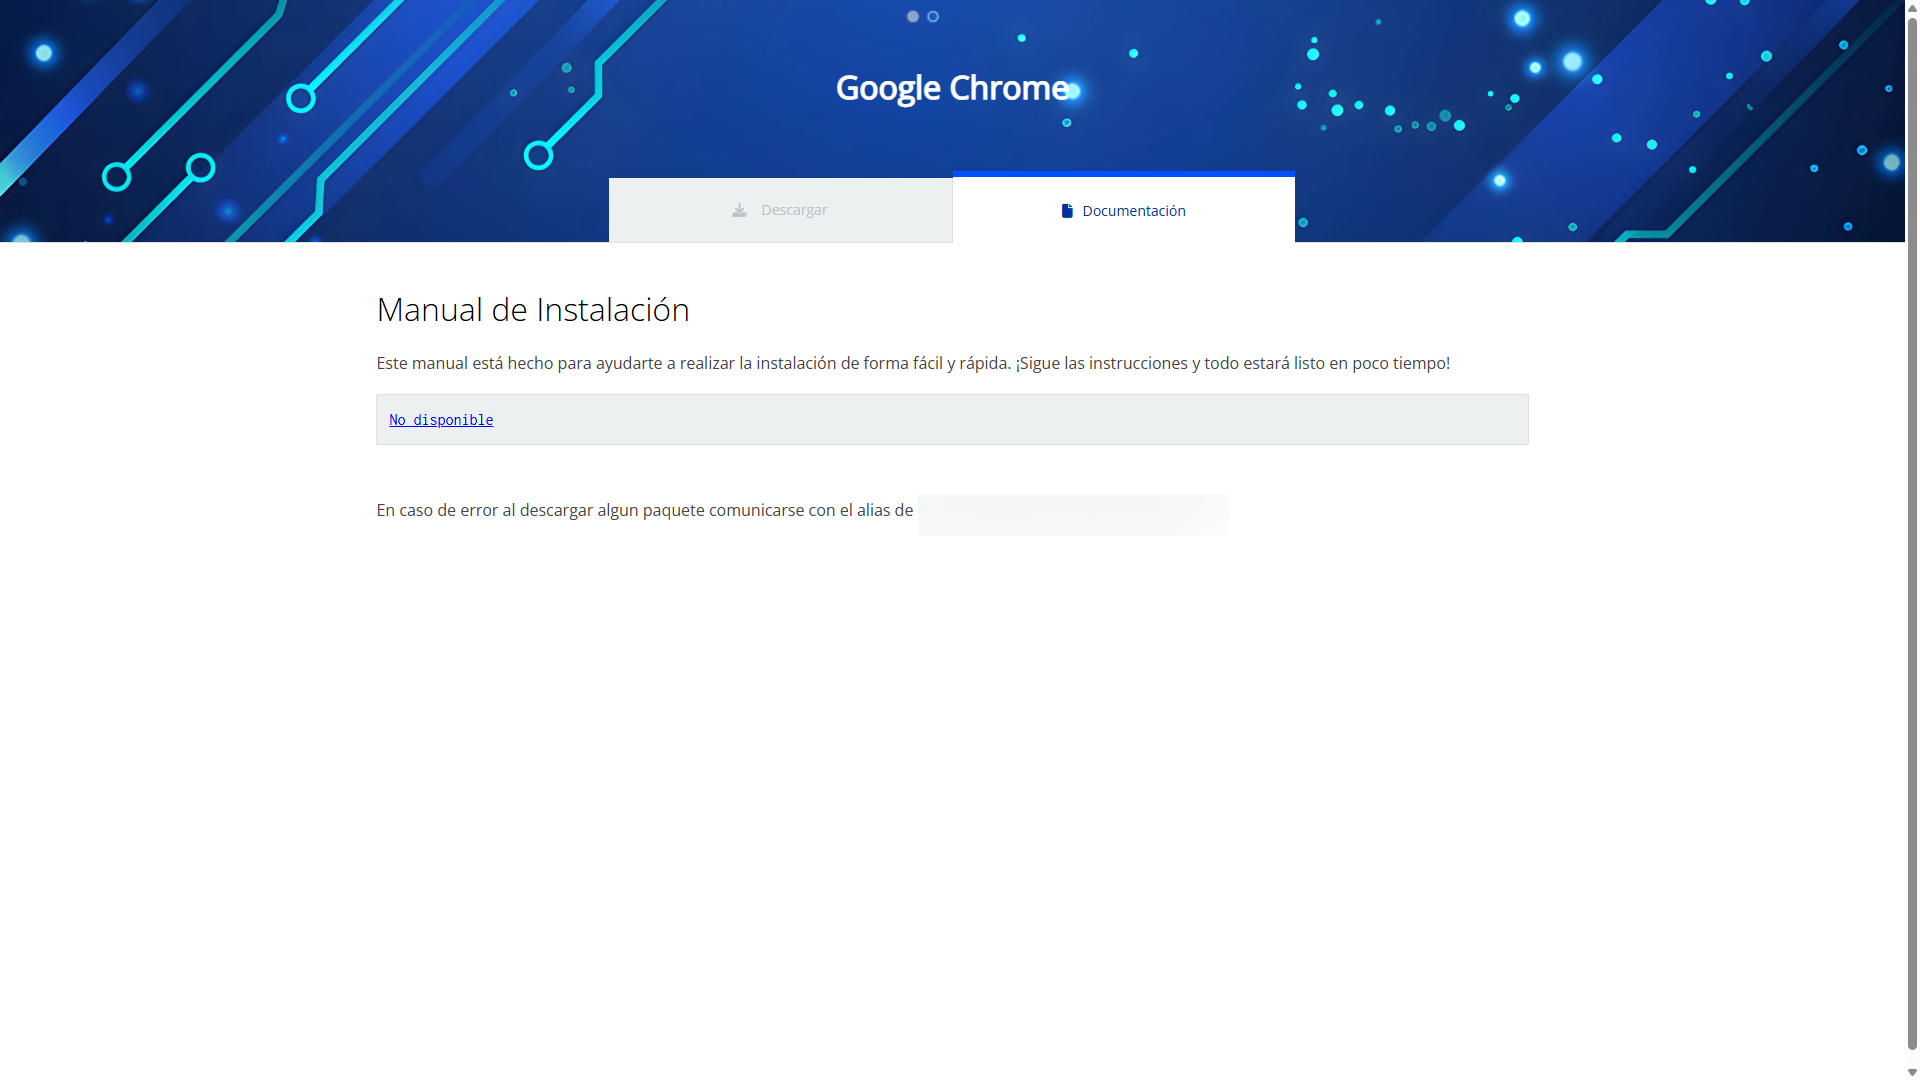 Google Chrome
Descargar
Documentación
Manual de Instalación
Este manual está hecho para ayudarte a realizar la instalación de forma fácil y rápida. ¡Sigue las instrucciones y todo estará listo en poco tiempo!
No disponible
En caso de error al descargar algun paquete comunicarse con el alias de